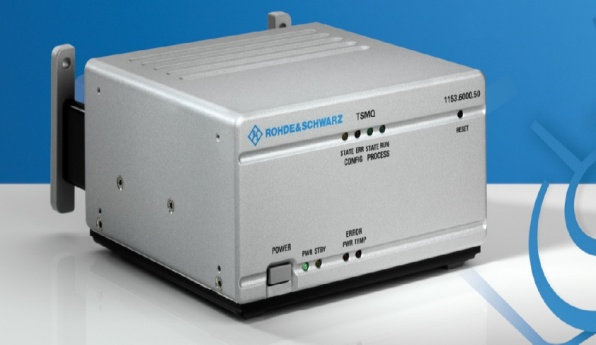 ROHDE&SCHWARZ TSMQ
1153.6000.50
STATE ERR STATE RUN
CONFIG PROCESS
RESET
ERROR
POWER PWR STBY PWR TEMP